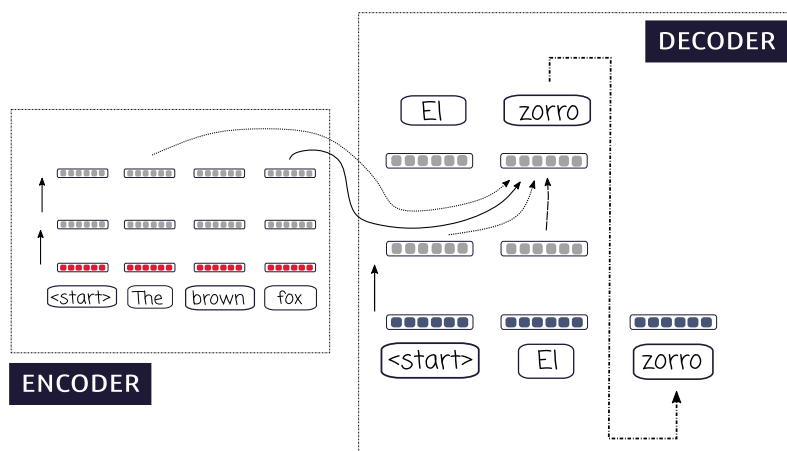 DECODER
El
zorro
<start>
The
brown
fox
ENCODER
<start>
El
zorro